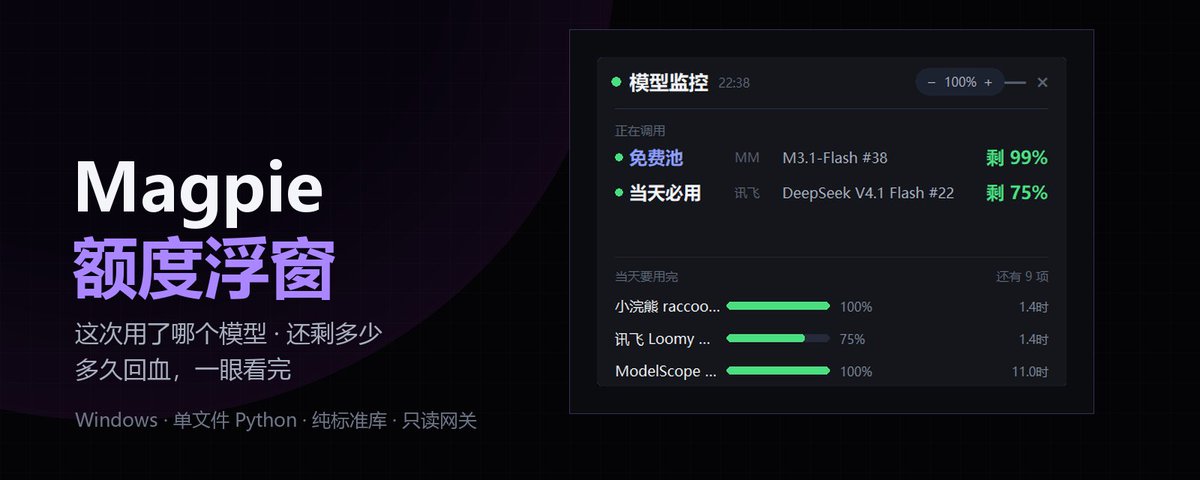 Magpie
额度浮窗
这次用了哪个模型 · 还剩多少
多久回血，一眼看完
Windows · 单文件 Python · 纯标准库 · 只读网关
模型监控 22:38 − 100% + — ×
正在调用
免费池 MM M3.1-Flash #38 剩 99%
当天必用 讯飞 DeepSeek V4.1 Flash #22 剩 75%
当天要用完 还有 9 项
小浣熊 raccoo... 100% 1.4时
讯飞 Loomy ... 75% 1.4时
ModelScope ... 100% 11.0时